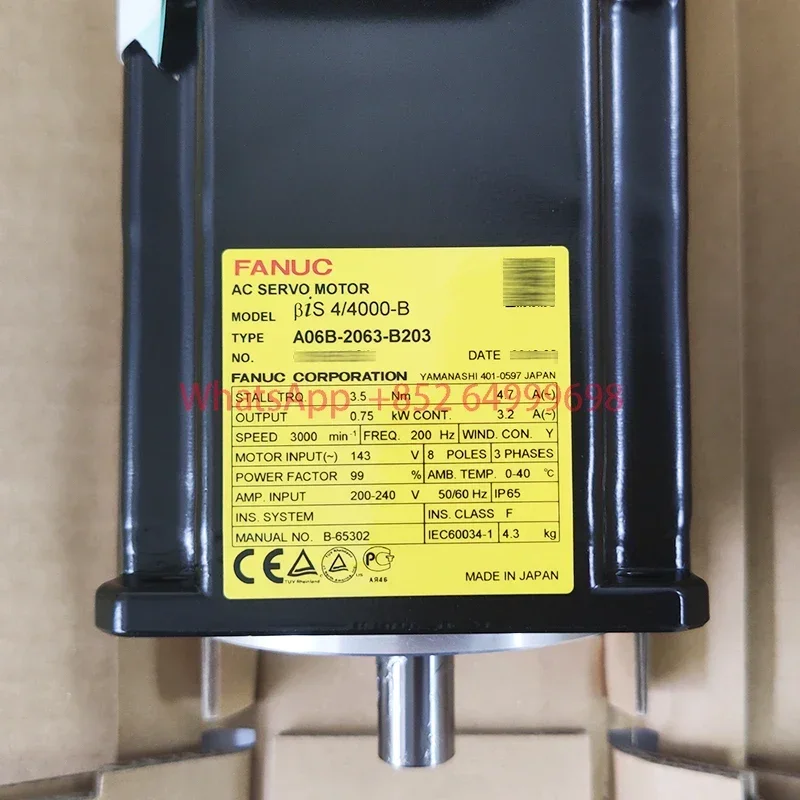 FANUC
AC SERVO MOTOR
MODEL βiS 4/4000-B
TYPE A06B-2063-B203
NO. DATE
FANUC CORPORATION YAMANASHI 401-0597 JAPAN
WhatsApp +852 64999698
STALL TRQ. 3.5 Nm 4.7 A(~)
OUTPUT 0.75 kW CONT. 3.2 A(~)
SPEED 3000 min⁻¹ FREQ. 200 Hz WIND. CON. Y
MOTOR INPUT(~) 143 V 8 POLES 3 PHASES
POWER FACTOR 99 % AMB. TEMP. 0-40 ℃
AMP. INPUT 200-240 V 50/60 Hz IP65
INS. SYSTEM INS. CLASS F
MANUAL NO. B-65302 IEC60034-1 4.3 kg
CE
TUV Rheinland
АЯ46
MADE IN JAPAN